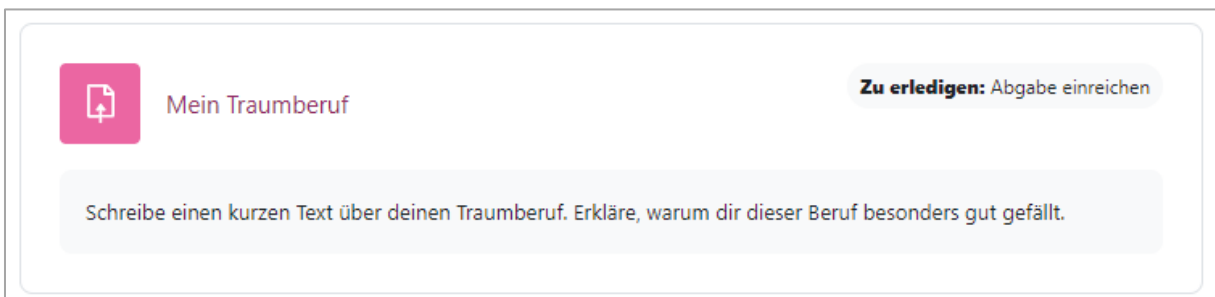 Mein Traumberuf
Zu erledigen: Abgabe einreichen
Schreibe einen kurzen Text über deinen Traumberuf. Erkläre, warum dir dieser Beruf besonders gut gefällt.